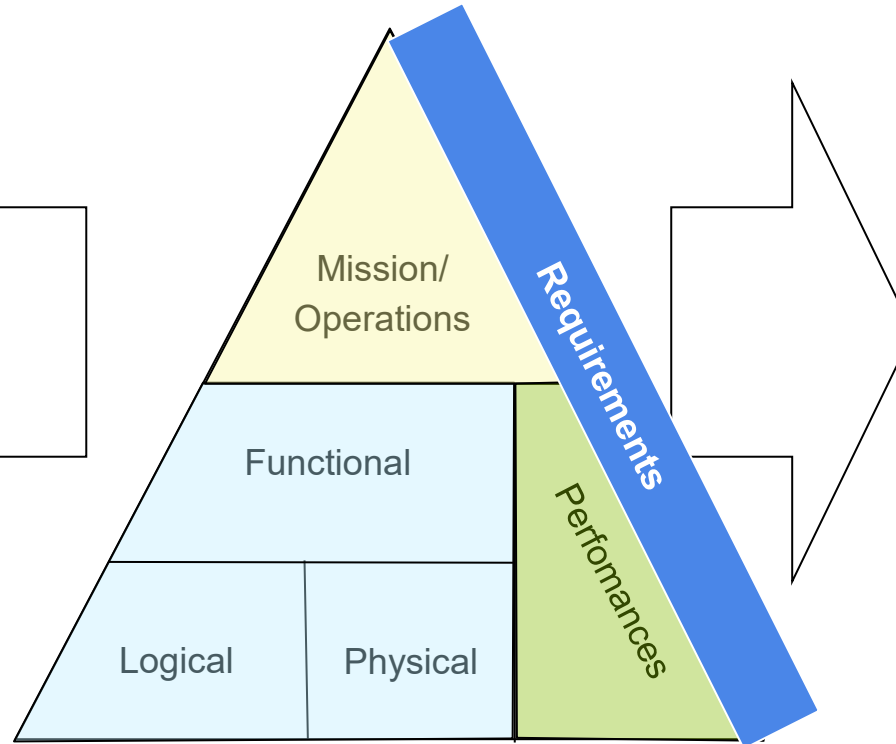 Mission/
Operations
Requirements
Functional
Perfomances
Logical
Physical